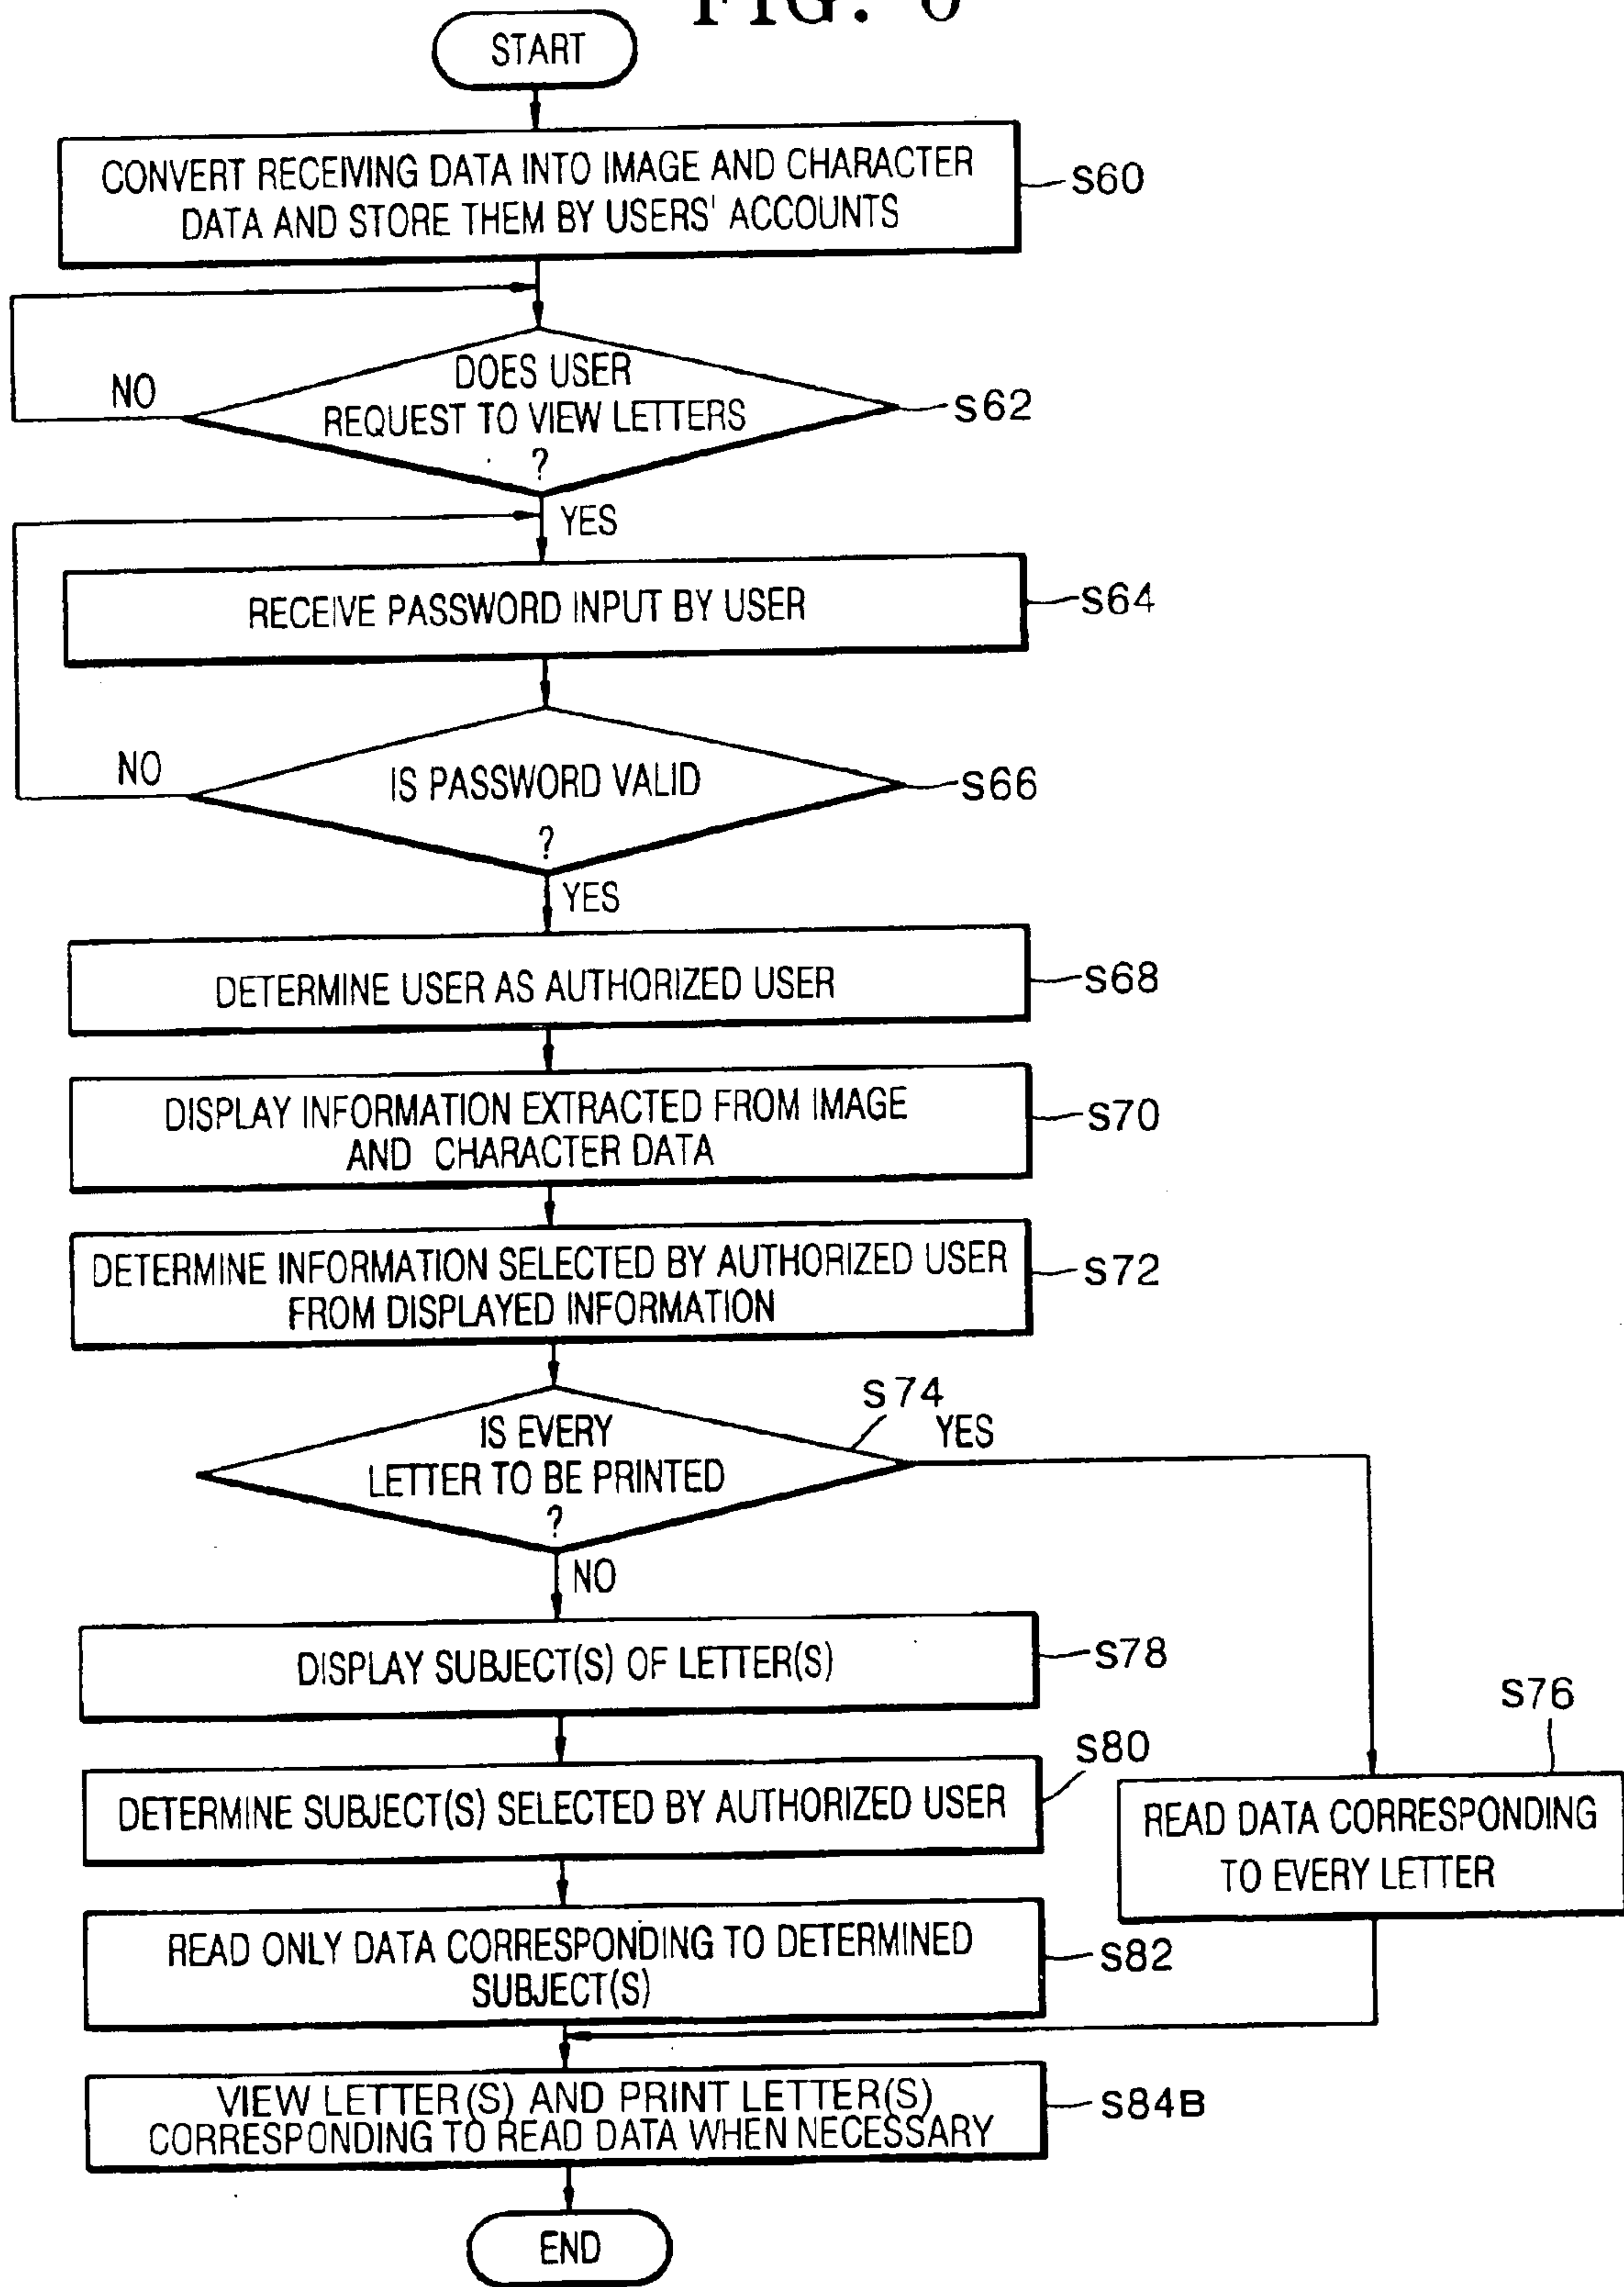 FIG.
START
CONVERT RECEIVING DATA INTO IMAGE AND CHARACTER
DATA AND STORE THEM BY USERS' ACCOUNTS
S60
DOES USER
REQUEST TO VIEW LETTERS
?
NO
S62
YES
RECEIVE PASSWORD INPUT BY USER
S64
IS PASSWORD VALID
?
NO
S66
YES
DETERMINE USER AS AUTHORIZED USER
S68
DISPLAY INFORMATION EXTRACTED FROM IMAGE
AND CHARACTER DATA
S70
DETERMINE INFORMATION SELECTED BY AUTHORIZED USER
FROM DISPLAYED INFORMATION
S72
IS EVERY
LETTER TO BE PRINTED
?
S74
YES
NO
DISPLAY SUBJECT(S) OF LETTER(S)
S78
S76
READ DATA CORRESPONDING
TO EVERY LETTER
DETERMINE SUBJECT(S) SELECTED BY AUTHORIZED USER
S80
READ ONLY DATA CORRESPONDING TO DETERMINED
SUBJECT(S)
S82
VIEW LETTER(S) AND PRINT LETTER(S)
CORRESPONDING TO READ DATA WHEN NECESSARY
S84B
END